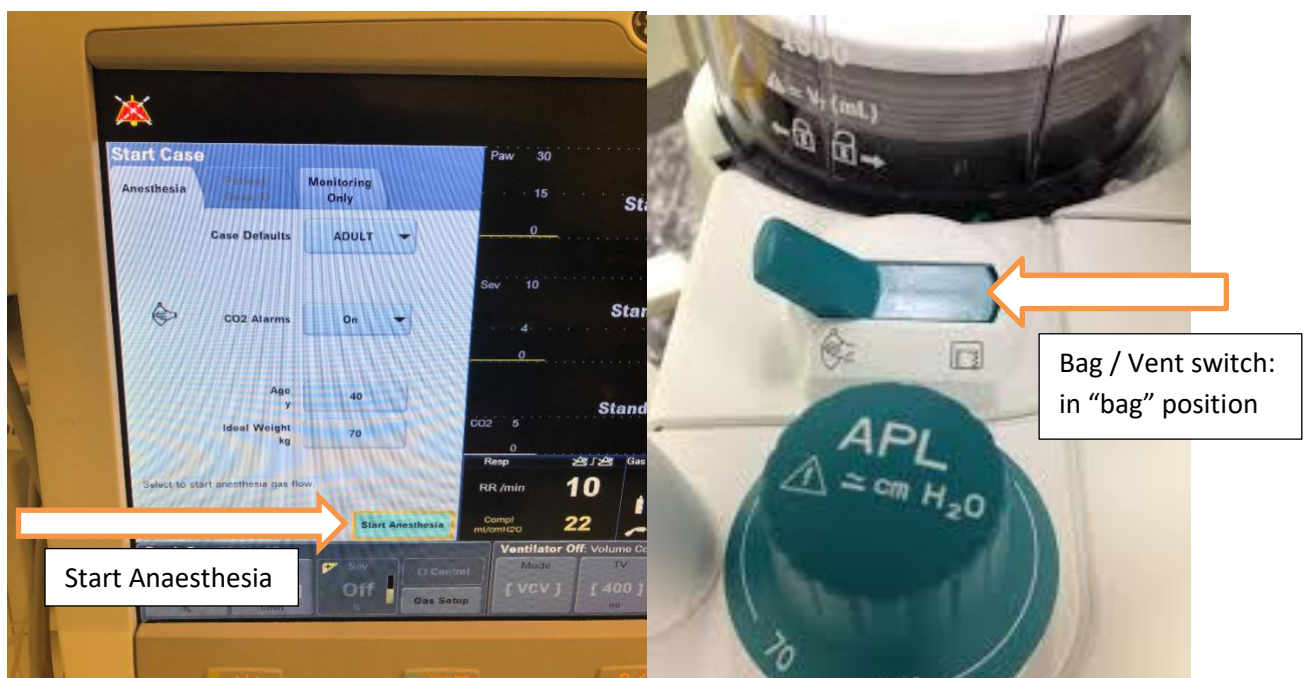 Start Case
Anesthesia
Monitoring
Only
Case Defaults
ADULT
CO2 Alarms
On
Age
y
40
Ideal Weight
kg
70
Select to start anesthesia gas flow.
Start Anesthesia
Start Anaesthesia
Paw 30
15
0
Sev 10
4
0
CO2 5
0
Resp
Gas
RR /min
10
Compl
ml/cmH2O
22
Sev
Off
%
Gas Setup
Ventilator Off:
Mode
[ VCV ]
TV
[ 400 ]
ml
Δ = VT (mL)
Bag / Vent switch:
in “bag” position
APL
⚠ ≃ cm H2O
70